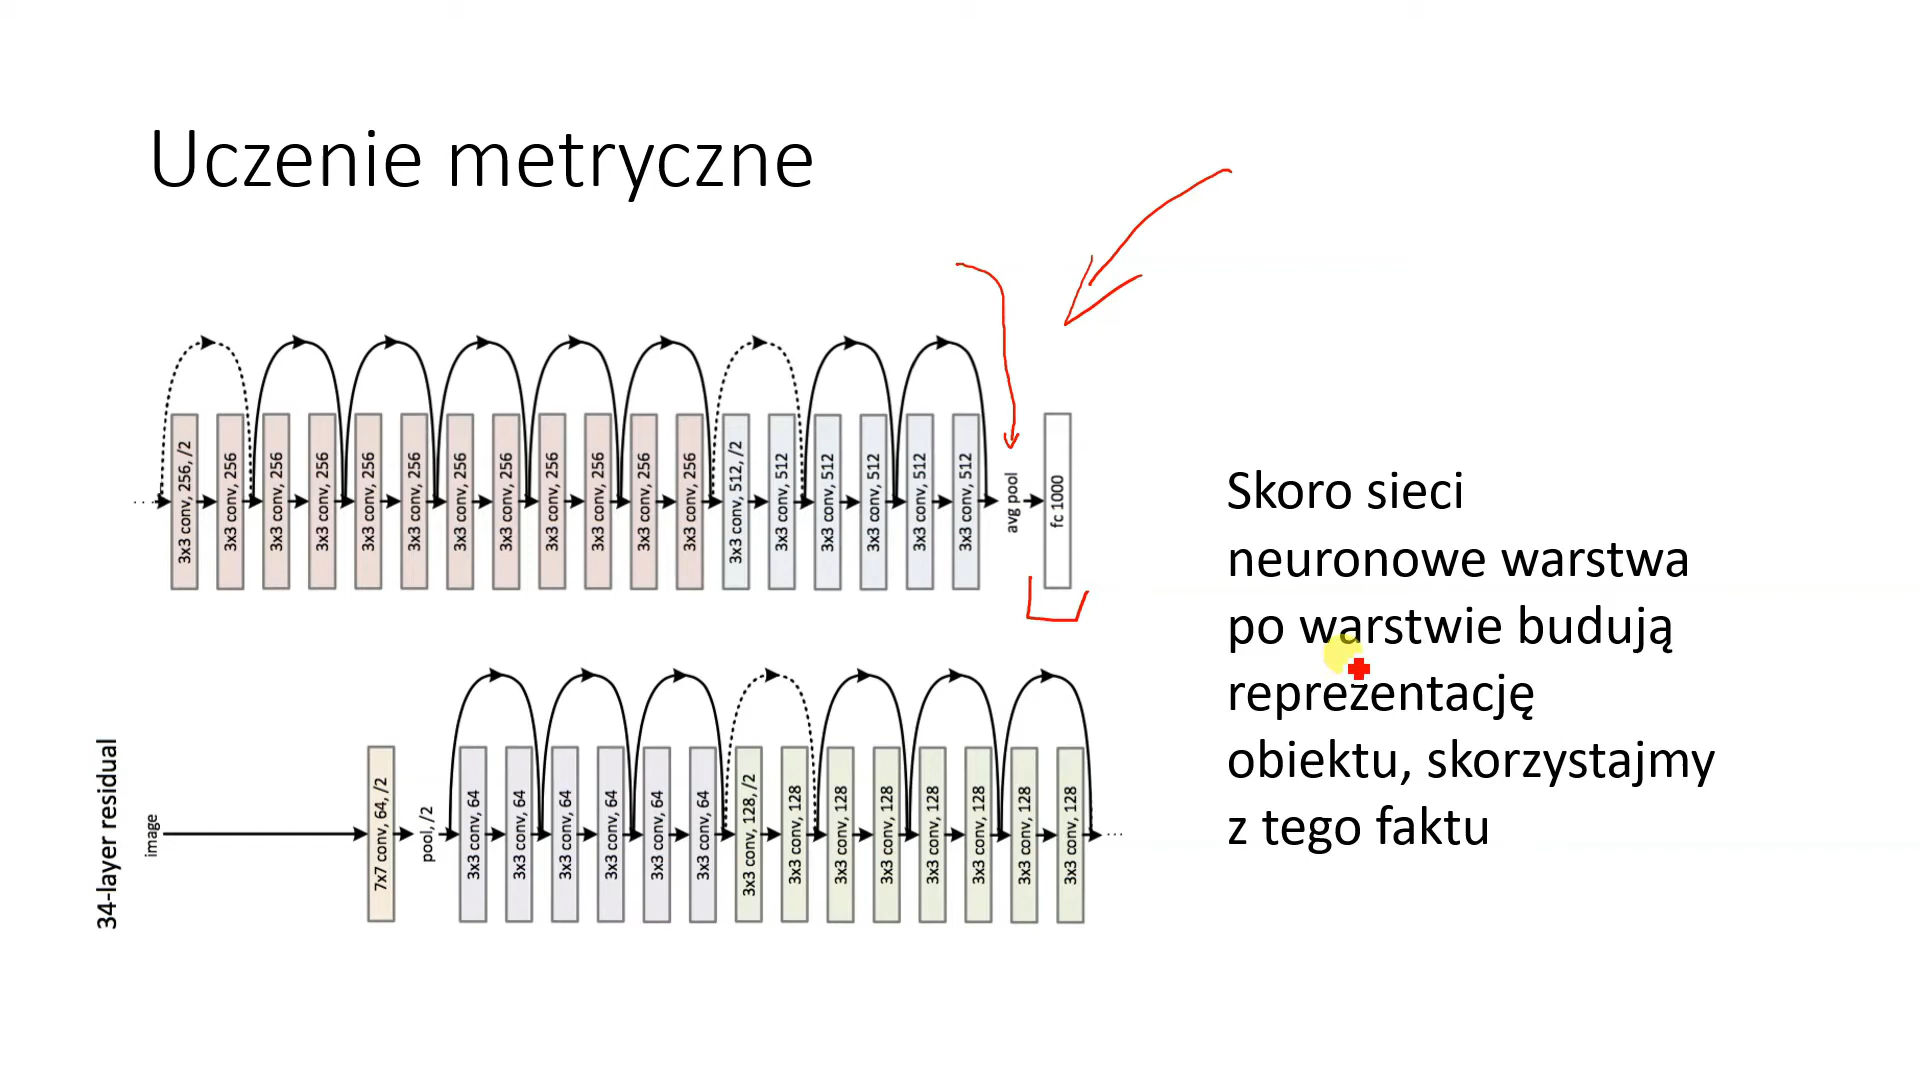 Uczenie metryczne
3x3 conv, 256, /2
3x3 conv, 256
3x3 conv, 256
3x3 conv, 256
3x3 conv, 256
3x3 conv, 256
3x3 conv, 256
3x3 conv, 256
3x3 conv, 256
3x3 conv, 256
3x3 conv, 256
3x3 conv, 256
3x3 conv, 512, /2
3x3 conv, 512
3x3 conv, 512
3x3 conv, 512
3x3 conv, 512
3x3 conv, 512
avg pool
fc 1000
Skoro sieci
neuronowe warstwa
po warstwie budują
reprezentację
obiektu, skorzystajmy
z tego faktu
34-layer residual
image
7x7 conv, 64, /2
pool, /2
3x3 conv, 64
3x3 conv, 64
3x3 conv, 64
3x3 conv, 64
3x3 conv, 64
3x3 conv, 64
3x3 conv, 128, /2
3x3 conv, 128
3x3 conv, 128
3x3 conv, 128
3x3 conv, 128
3x3 conv, 128
3x3 conv, 128
3x3 conv, 128